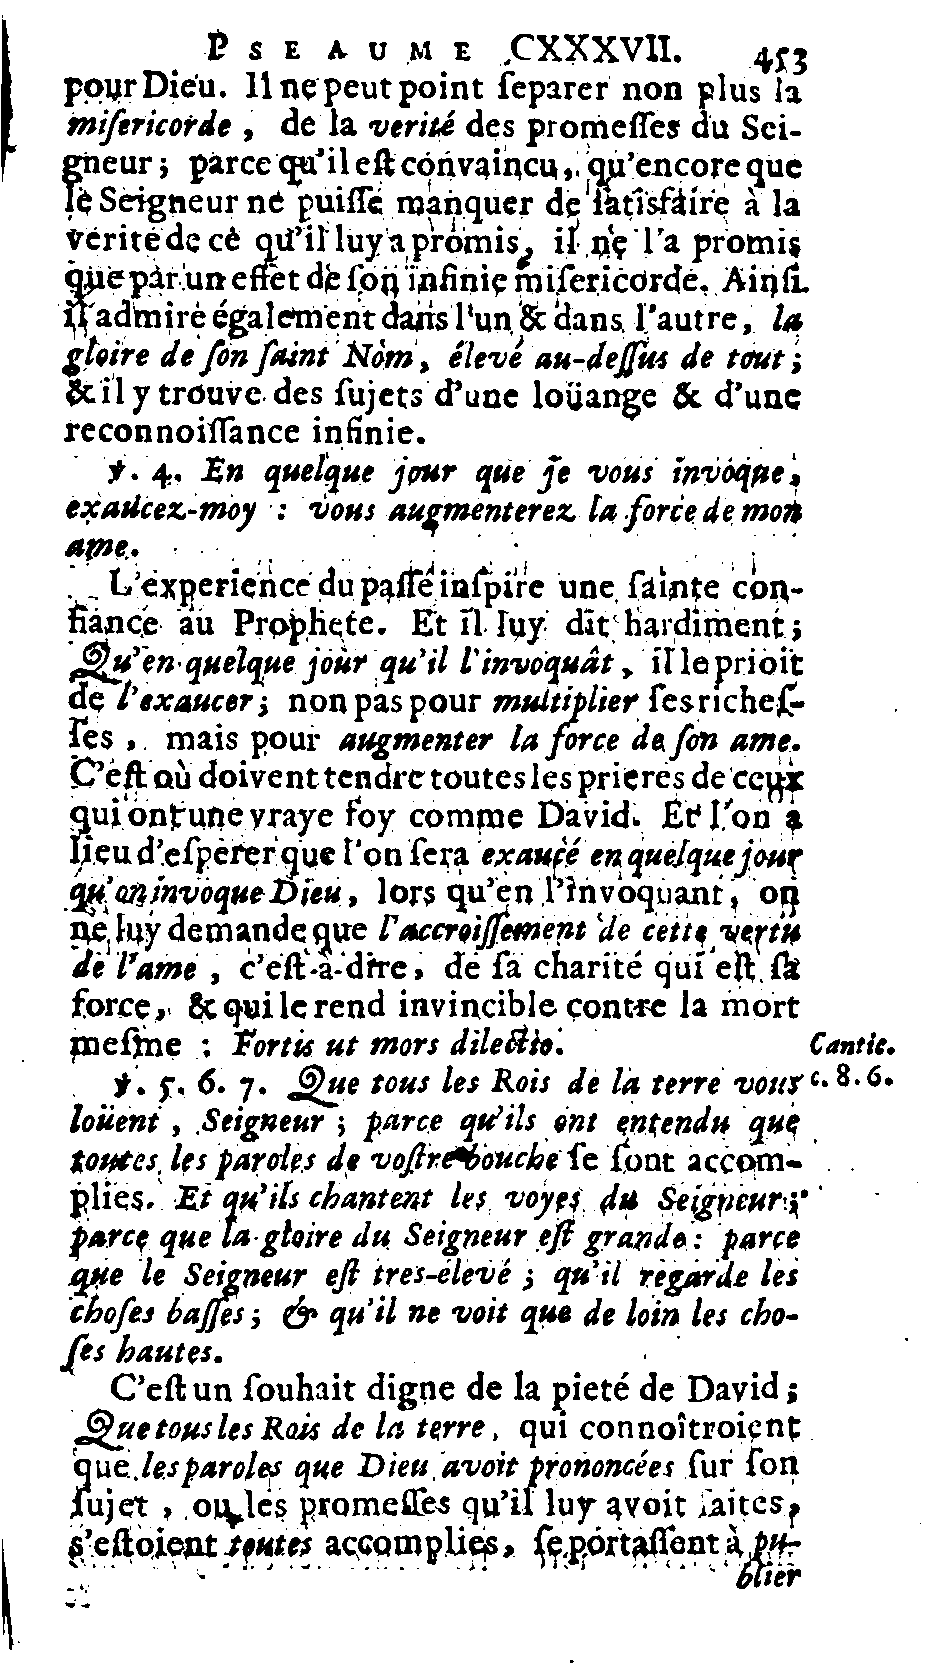 PSEAUME CXXXVII. 453
pour Dieu. Il ne peut point ſeparer non plus la
miſericorde, de la verité des promeſſes du Sei-
gneur; parce qu'il eſt convaincu, qu'encore que
le Seigneur ne puiſſe manquer de ſatisfaire à la
verité de ce qu'il luy a promis, il ne l'a promis
que par un effet de ſon infinie miſericorde. Ainſi
il admire également dans l'un & dans l'autre, la
gloire de ſon ſaint Nom, élevé au-deſſus de tout;
& il y trouve des ſujets d'une loüange & d'une
reconnoiſſance infinie.
℣. 4. En quelque jour que je vous invoque,
exaucez-moy : vous augmenterez la force de mon
ame.
L'experience du paſſé inſpire une ſainte con-
fiance au Prophete. Et il luy dit hardiment;
Qu'en quelque jour qu'il l'invoquât, il le prioit
de l'exaucer; non pas pour multiplier ſes richeſ-
ſes, mais pour augmenter la force de ſon ame.
C'eſt où doivent tendre toutes les prieres de ceux
qui ont une vraye foy comme David. Et l'on a
lieu d'eſperer que l'on ſera exaucé en quelque jour
qu'on invoque Dieu, lors qu'en l'invoquant, on
ne luy demande que l'accroiſſement de cette vertu
de l'ame, c'eſt-à-dire, de ſa charité qui eſt ſa
force, & qui le rend invincible contre la mort
meſme : Fortis ut mors dilectio. Cantic.
℣. 5. 6. 7. Que tous les Rois de la terre vous c. 8. 6.
loüent, Seigneur; parce qu'ils ont entendu que
toutes les paroles de voſtre bouche ſe ſont accom-
plies. Et qu'ils chantent les voyes du Seigneur;
parce que la gloire du Seigneur eſt grande : parce
que le Seigneur eſt tres-élevé; qu'il regarde les
choſes baſſes; & qu'il ne voit que de loin les cho-
ſes hautes.
C'eſt un ſouhait digne de la pieté de David;
Que tous les Rois de la terre, qui connoîtroient
que les paroles que Dieu avoit prononcées ſur ſon
ſujet, ou les promeſſes qu'il luy avoit faites,
s'eſtoient toutes accomplies, ſe portaſſent à pu-
blier